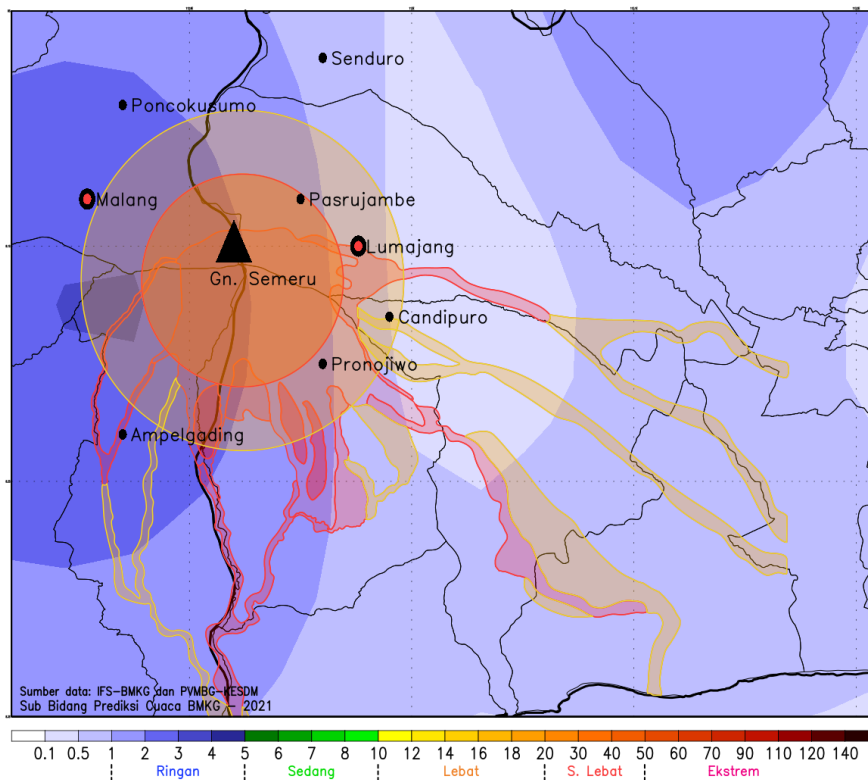 Senduro
Poncokusumo
Malang
Pasrujambe
Lumajang
Gn. Semeru
Candipuro
Pronojiwo
Ampelgading
Sumber data: IFS-BMKG dan PVMBG-KESDM
Sub Bidang Prediksi Cuaca BMKG - 2021
0.1 0.5 1 2 3 4 5 6 7 8 10 12 14 16 18 20 30 40 50 60 70 90 110 120 140
Ringan Sedang Lebat S. Lebat Ekstrem